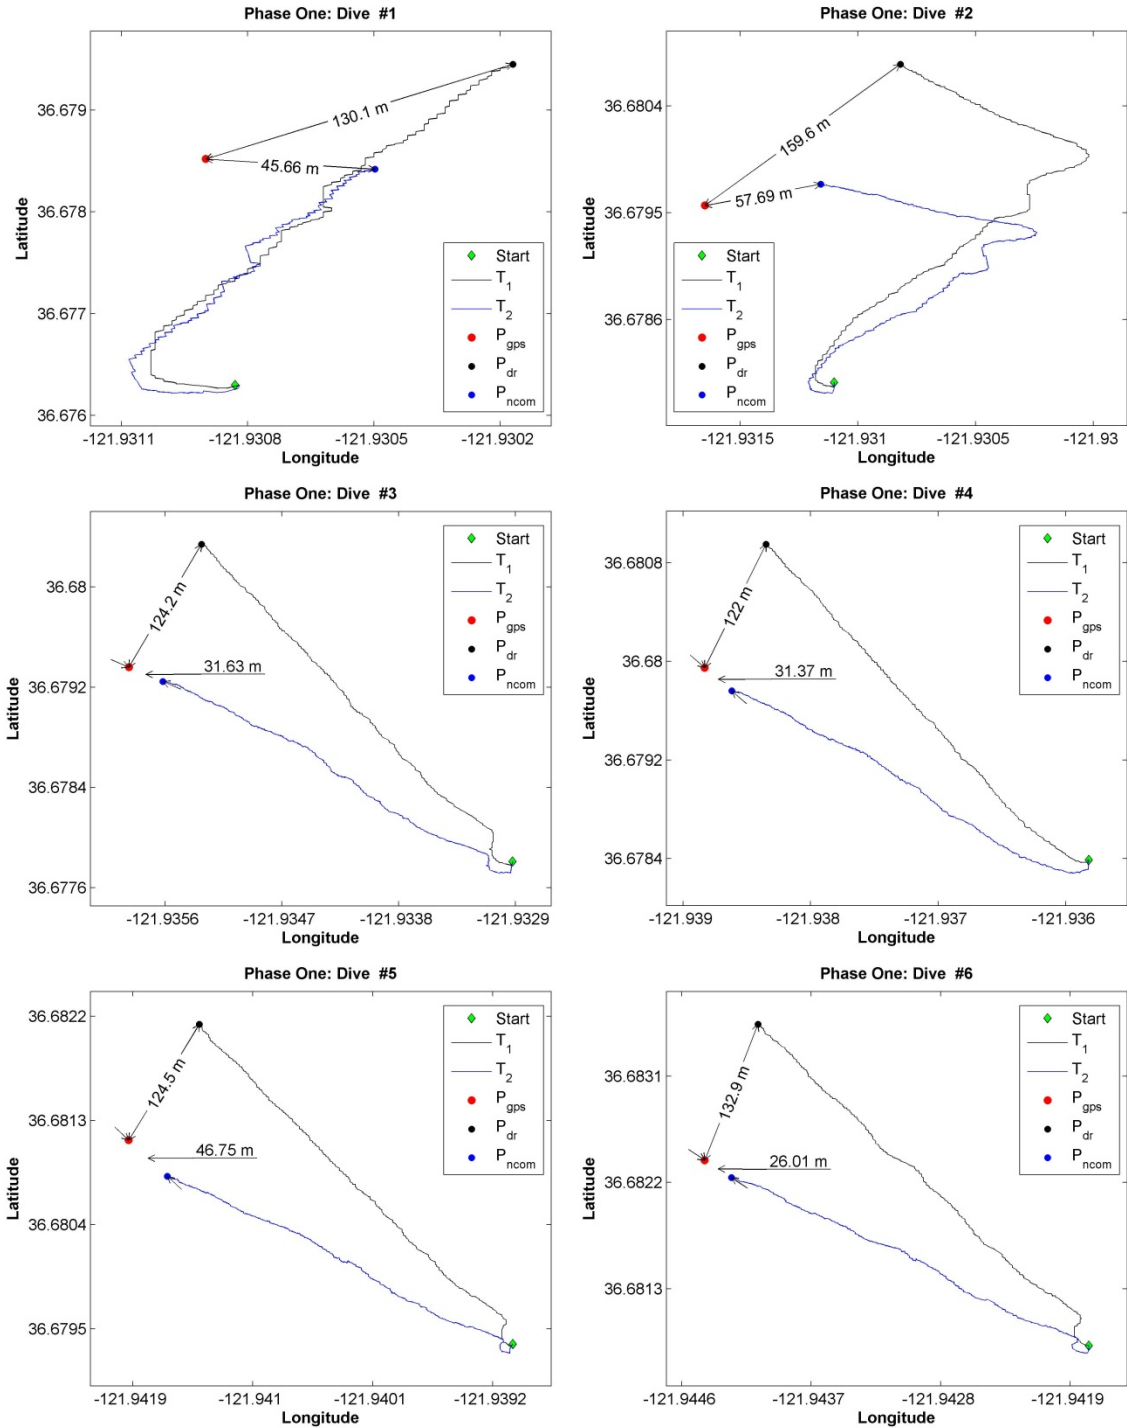 Phase One: Dive #1
36.679
36.678
36.677
36.676
Latitude
130.1 m
45.66 m
Start
T1
T2
Pgps
Pdr
Pncom
-121.9311
-121.9308
-121.9305
-121.9302
Longitude
Phase One: Dive #2
36.6804
36.6795
36.6786
Latitude
159.6 m
57.69 m
Start
T1
T2
Pgps
Pdr
Pncom
-121.9315
-121.931
-121.9305
-121.93
Longitude
Phase One: Dive #3
36.68
36.6792
36.6784
36.6776
Latitude
124.2 m
31.63 m
Start
T1
T2
Pgps
Pdr
Pncom
-121.9356
-121.9347
-121.9338
-121.9329
Longitude
Phase One: Dive #4
36.6808
36.68
36.6792
36.6784
Latitude
122 m
31.37 m
Start
T1
T2
Pgps
Pdr
Pncom
-121.939
-121.938
-121.937
-121.936
Longitude
Phase One: Dive #5
36.6822
36.6813
36.6804
36.6795
Latitude
124.5 m
46.75 m
Start
T1
T2
Pgps
Pdr
Pncom
-121.9419
-121.941
-121.9401
-121.9392
Longitude
Phase One: Dive #6
36.6831
36.6822
36.6813
Latitude
132.9 m
26.01 m
Start
T1
T2
Pgps
Pdr
Pncom
-121.9446
-121.9437
-121.9428
-121.9419
Longitude